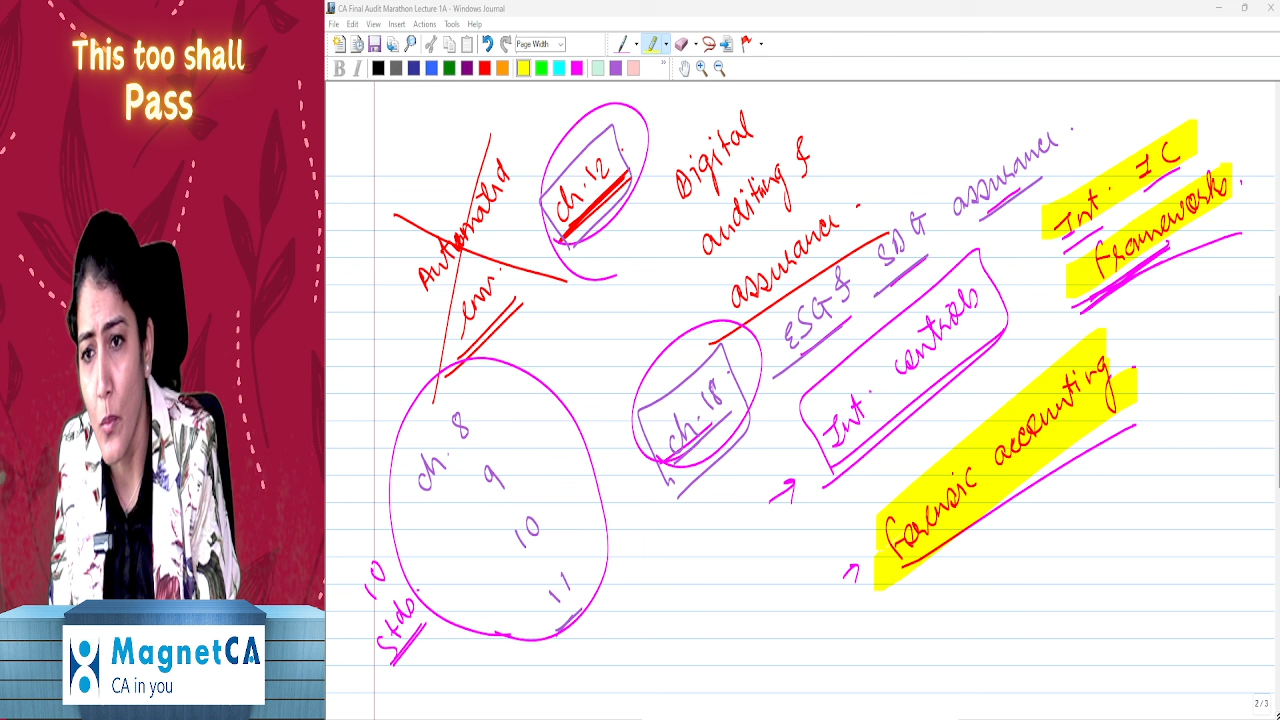 This too shall
Pass
MagnetCA
CA in you
CA Final Audit Marathon Lecture 1A - Windows Journal
File Edit View Insert Actions Tools Help
Page Width
B I
Automated
env.
ch. 12
Digital
auditing &
assurance.
ch. 18.
ESG & SDG assurance.
Int. controls
Int. IC
Frameworks.
Forensic accounting.
ch. 8
9
10
11
10
Stds.
2/3